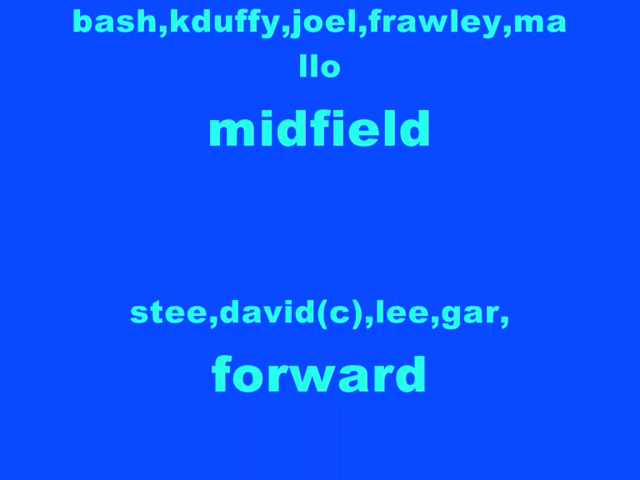 bash,kduffy,joel,frawley,ma
llo
midfield
stee,david(c),lee,gar,
forward